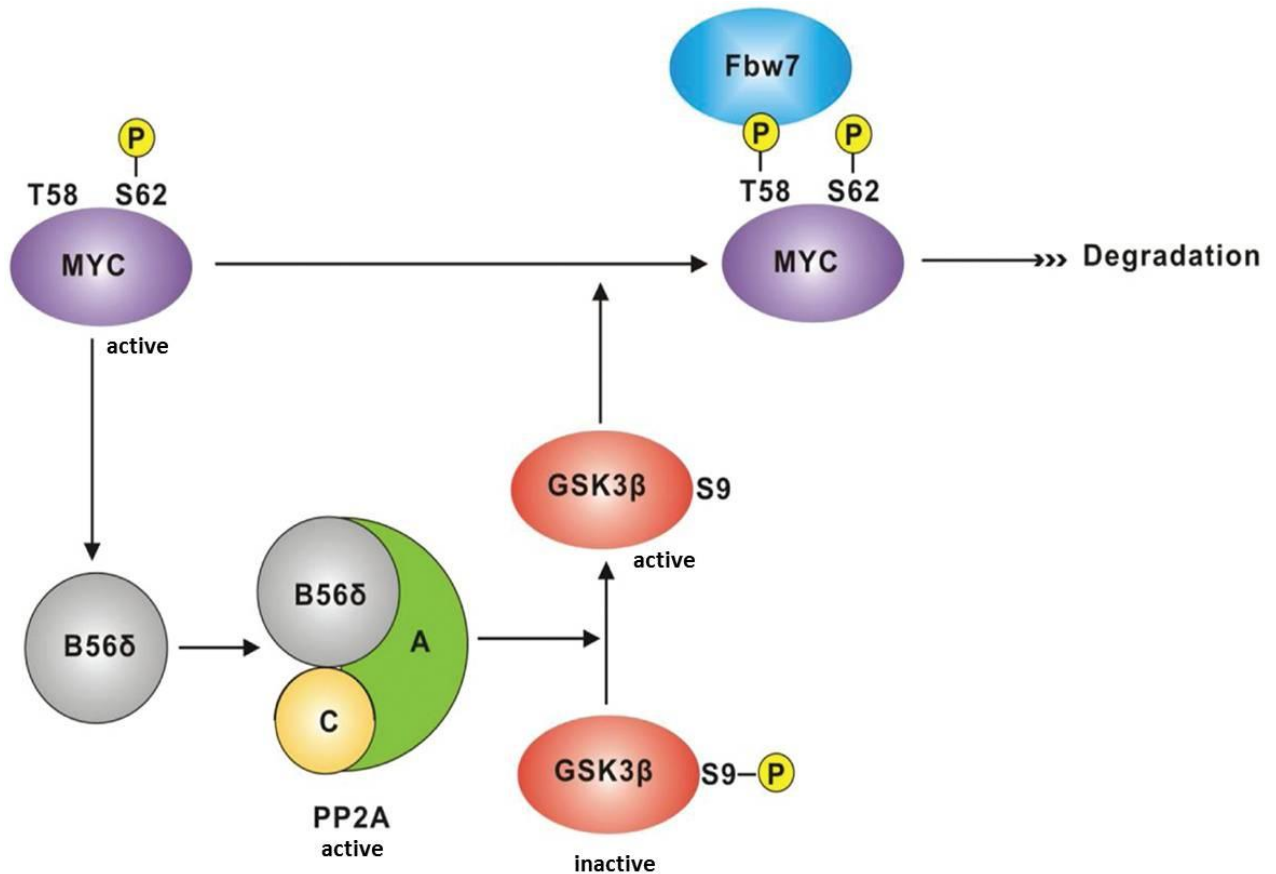 Fbw7
P
P
P
T58 S62
T58 S62
MYC
MYC
Degradation
active
GSK3β S9
active
B56δ
B56δ
A
C
GSK3β S9 P
PP2A
active
inactive